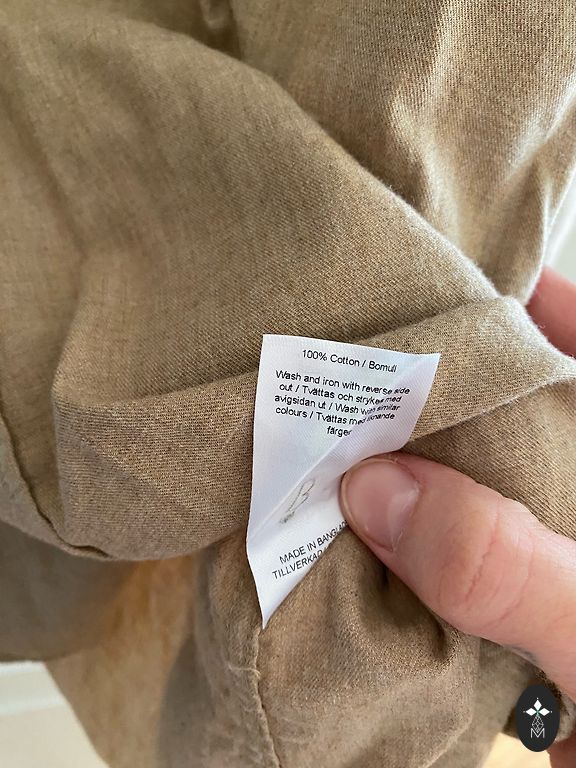 100% Cotton / Bomull
Wash and iron with reverse side
out / Tvättas och strykes med
avigsidan ut / Wash with similar
colours / Tvättas med liknande
färger
MADE IN BANGLAD
TILLVERKAD